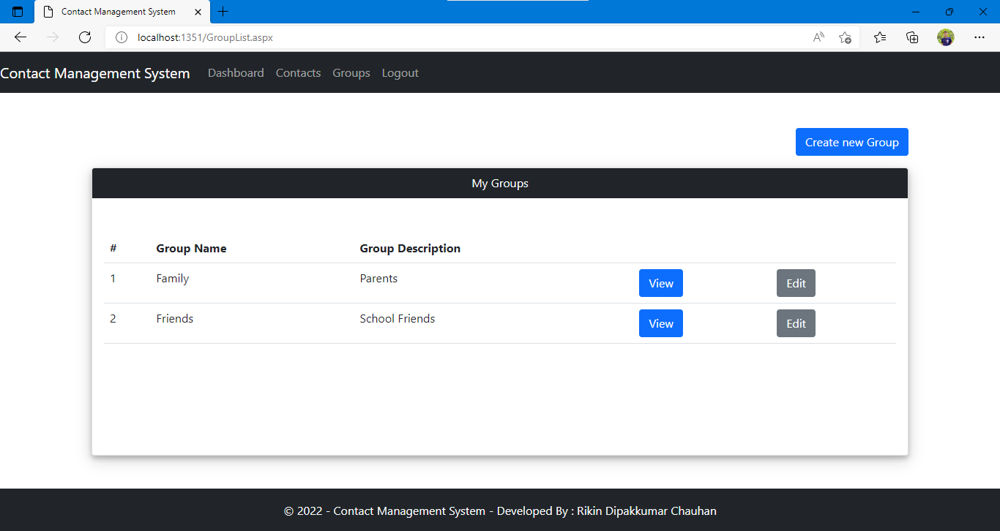 Contact Management System
localhost:1351/GroupList.aspx
Contact Management System Dashboard Contacts Groups Logout
Create new Group
My Groups
# Group Name Group Description
1 Family Parents View Edit
2 Friends School Friends View Edit
© 2022 - Contact Management System - Developed By : Rikin Dipakkumar Chauhan